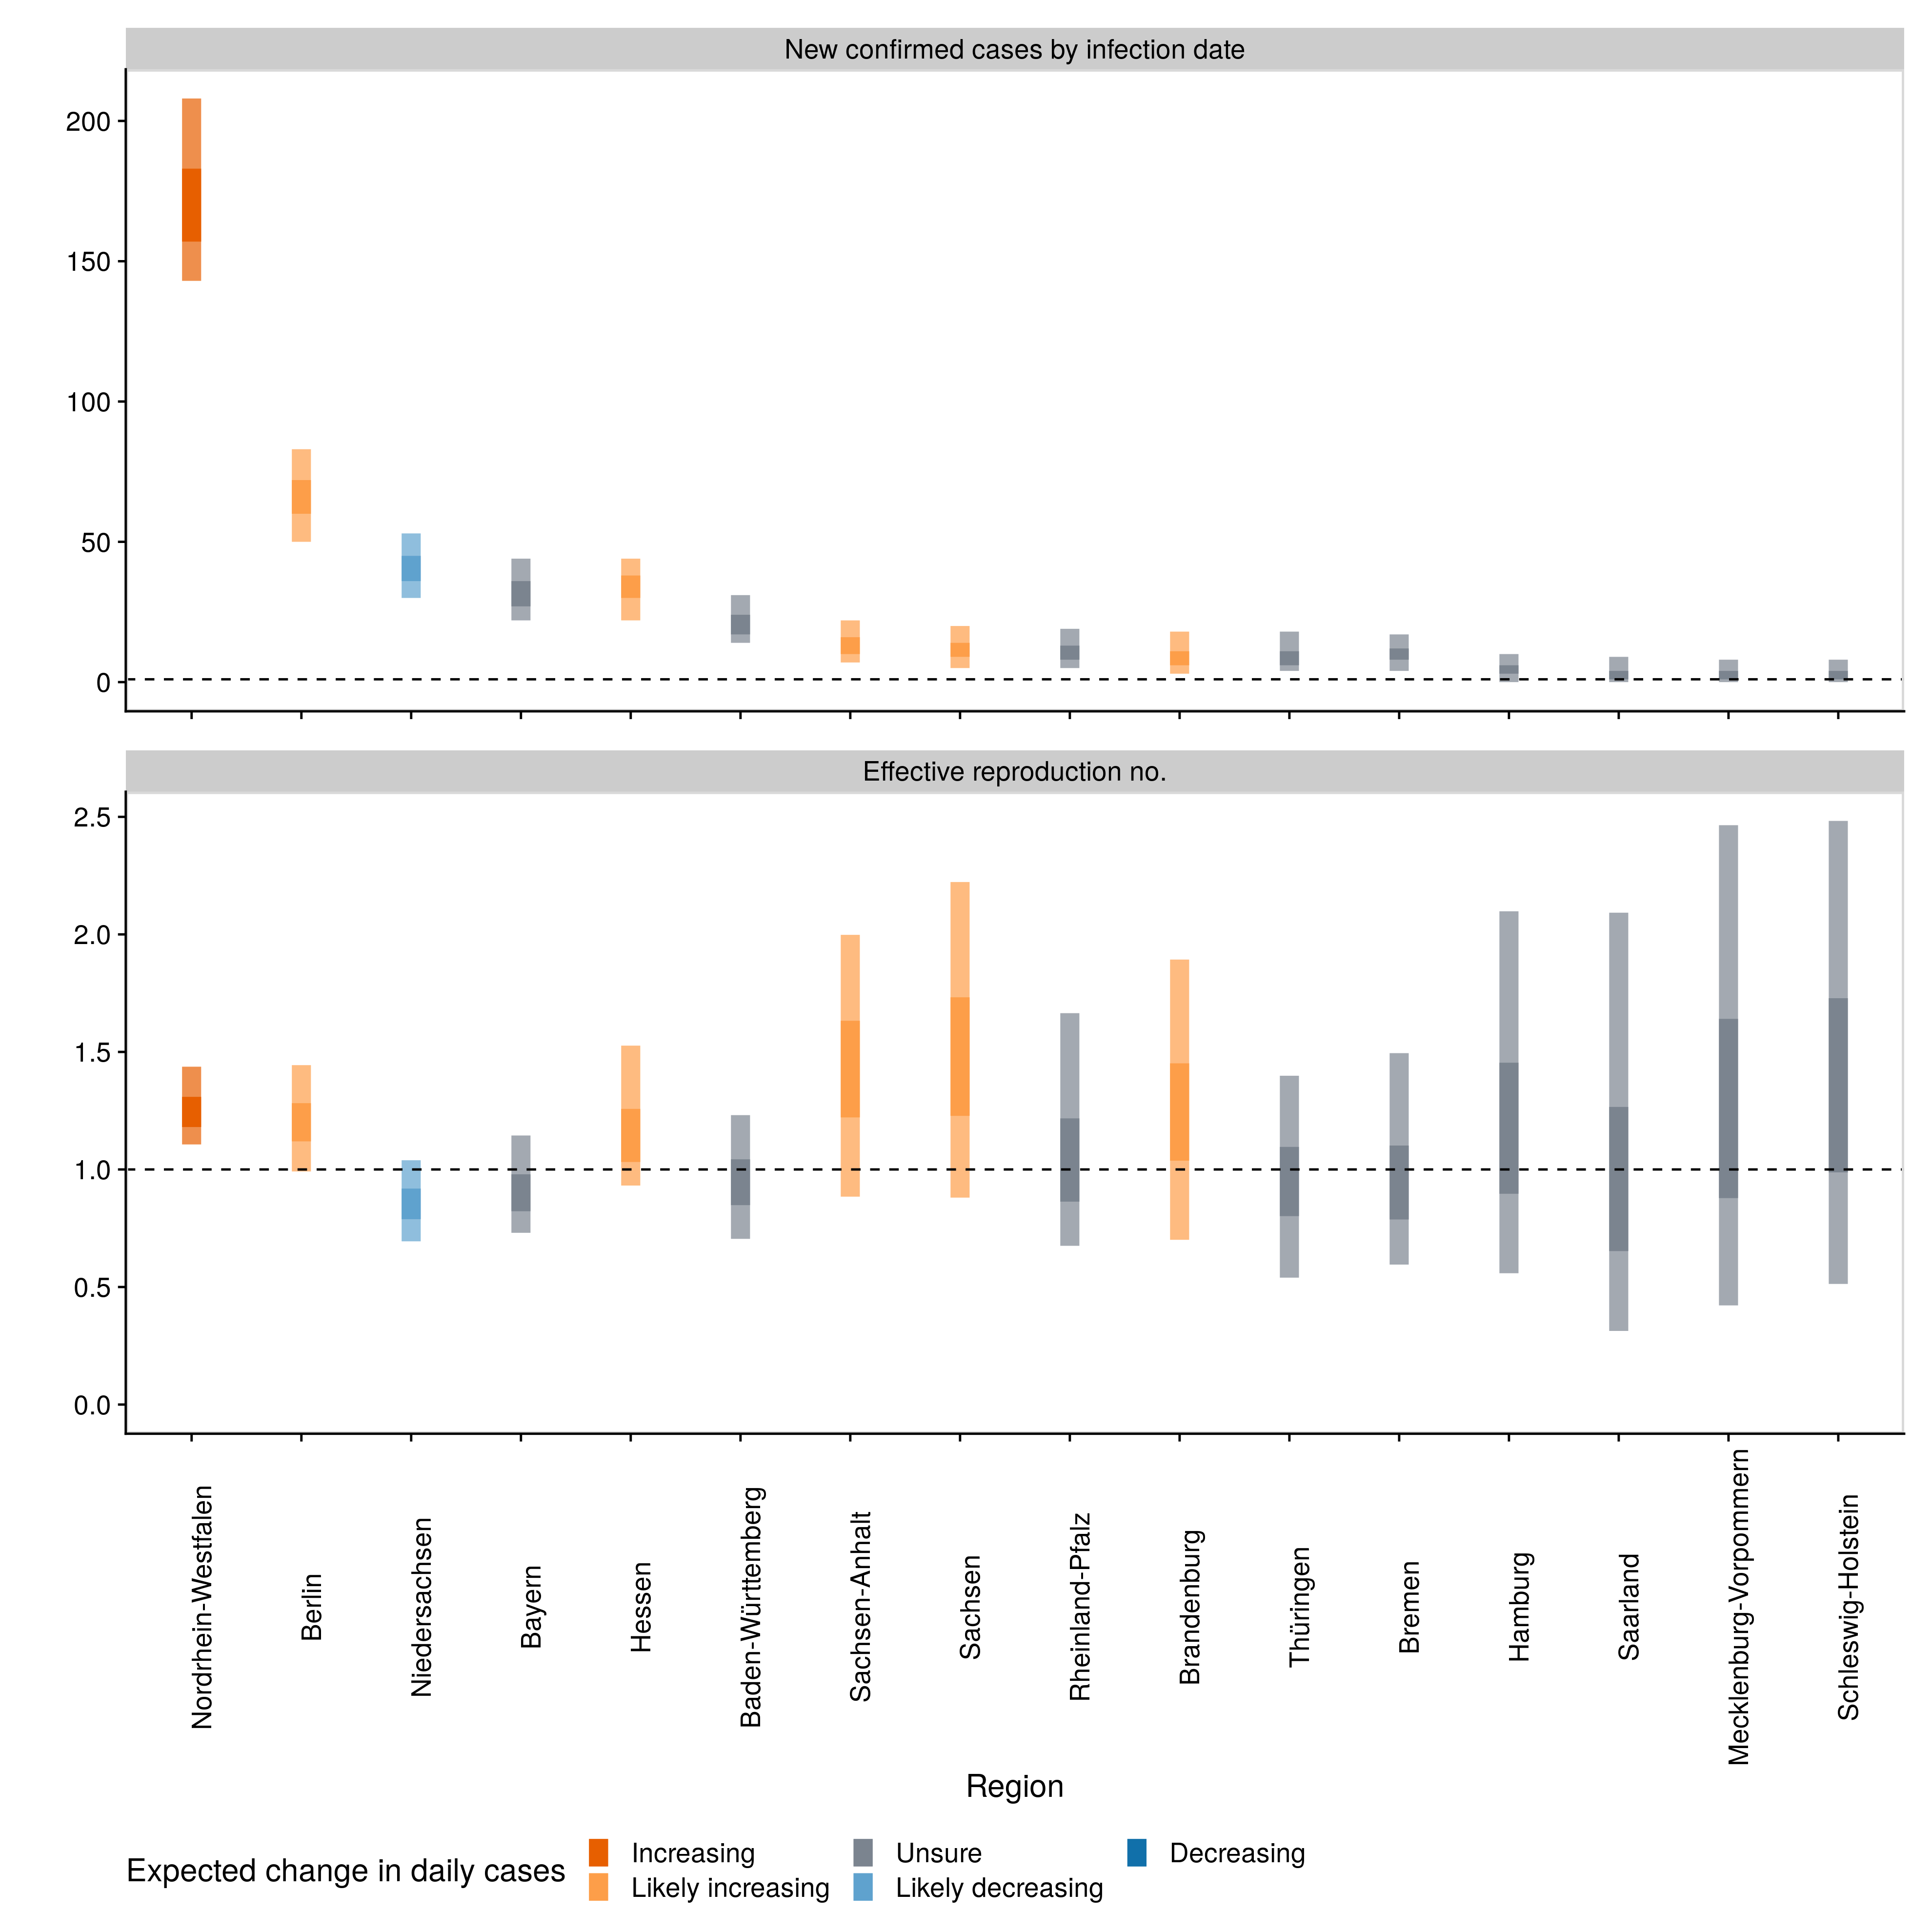 New confirmed cases by infection date
200
150
100
50
0
Effective reproduction no.
2.5
2.0
1.5
1.0
0.5
0.0
Nordrhein-Westfalen
Berlin
Niedersachsen
Bayern
Hessen
Baden-Württemberg
Sachsen-Anhalt
Sachsen
Rheinland-Pfalz
Brandenburg
Thüringen
Bremen
Hamburg
Saarland
Mecklenburg-Vorpommern
Schleswig-Holstein
Region
Expected change in daily cases
Increasing
Unsure
Decreasing
Likely increasing
Likely decreasing